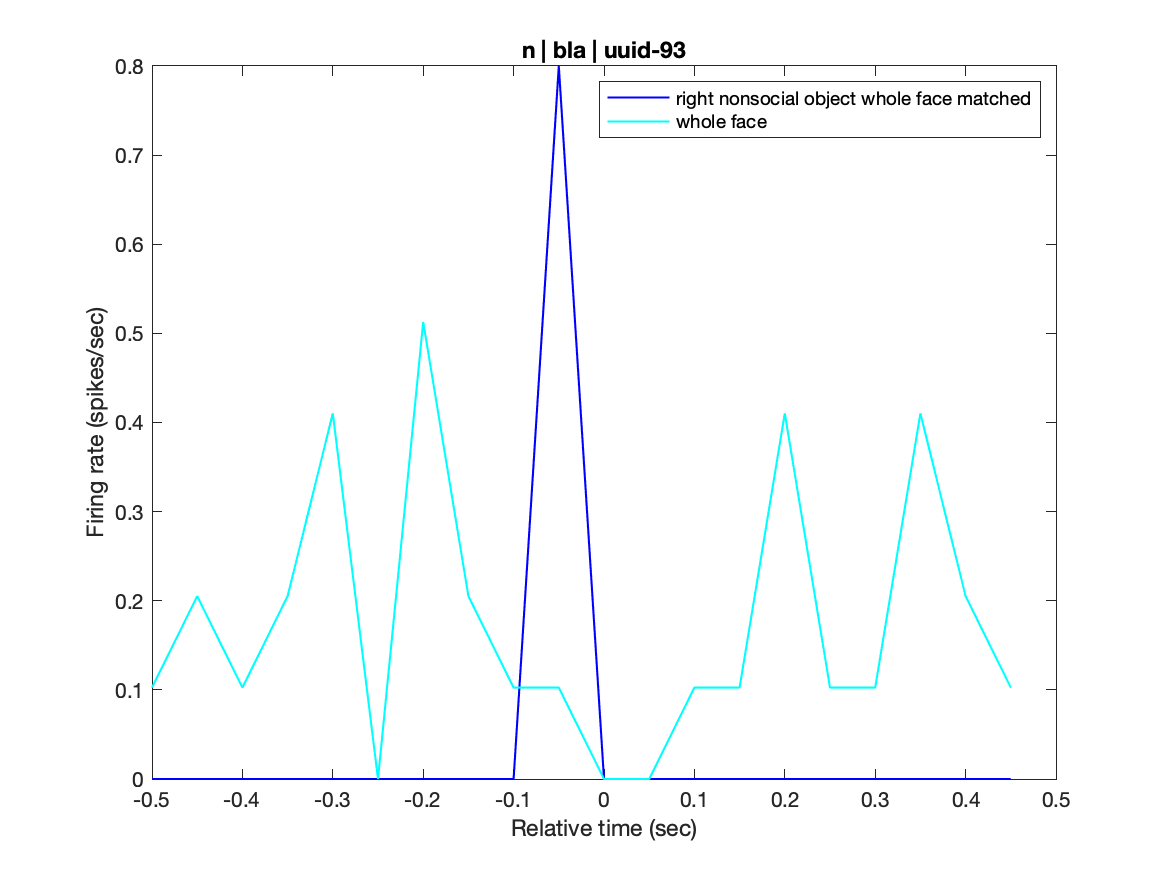 n | bla | uuid-93
right nonsocial object whole face matched
whole face
Firing rate (spikes/sec)
0.8
0.7
0.6
0.5
0.4
0.3
0.2
0.1
0
-0.5 -0.4 -0.3 -0.2 -0.1 0 0.1 0.2 0.3 0.4 0.5
Relative time (sec)